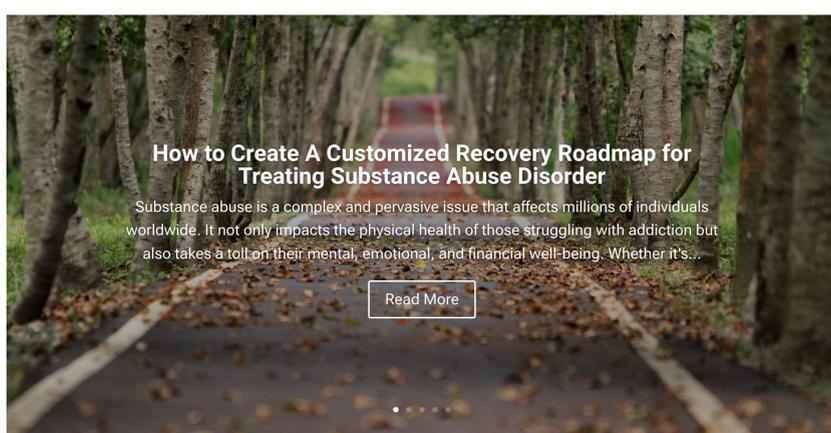 How to Create A Customized Recovery Roadmap for
Treating Substance Abuse Disorder
Substance abuse is a complex and pervasive issue that affects millions of individuals
worldwide. It not only impacts the physical health of those struggling with addiction but
also takes a toll on their mental, emotional, and financial well-being. Whether it's...
Read More